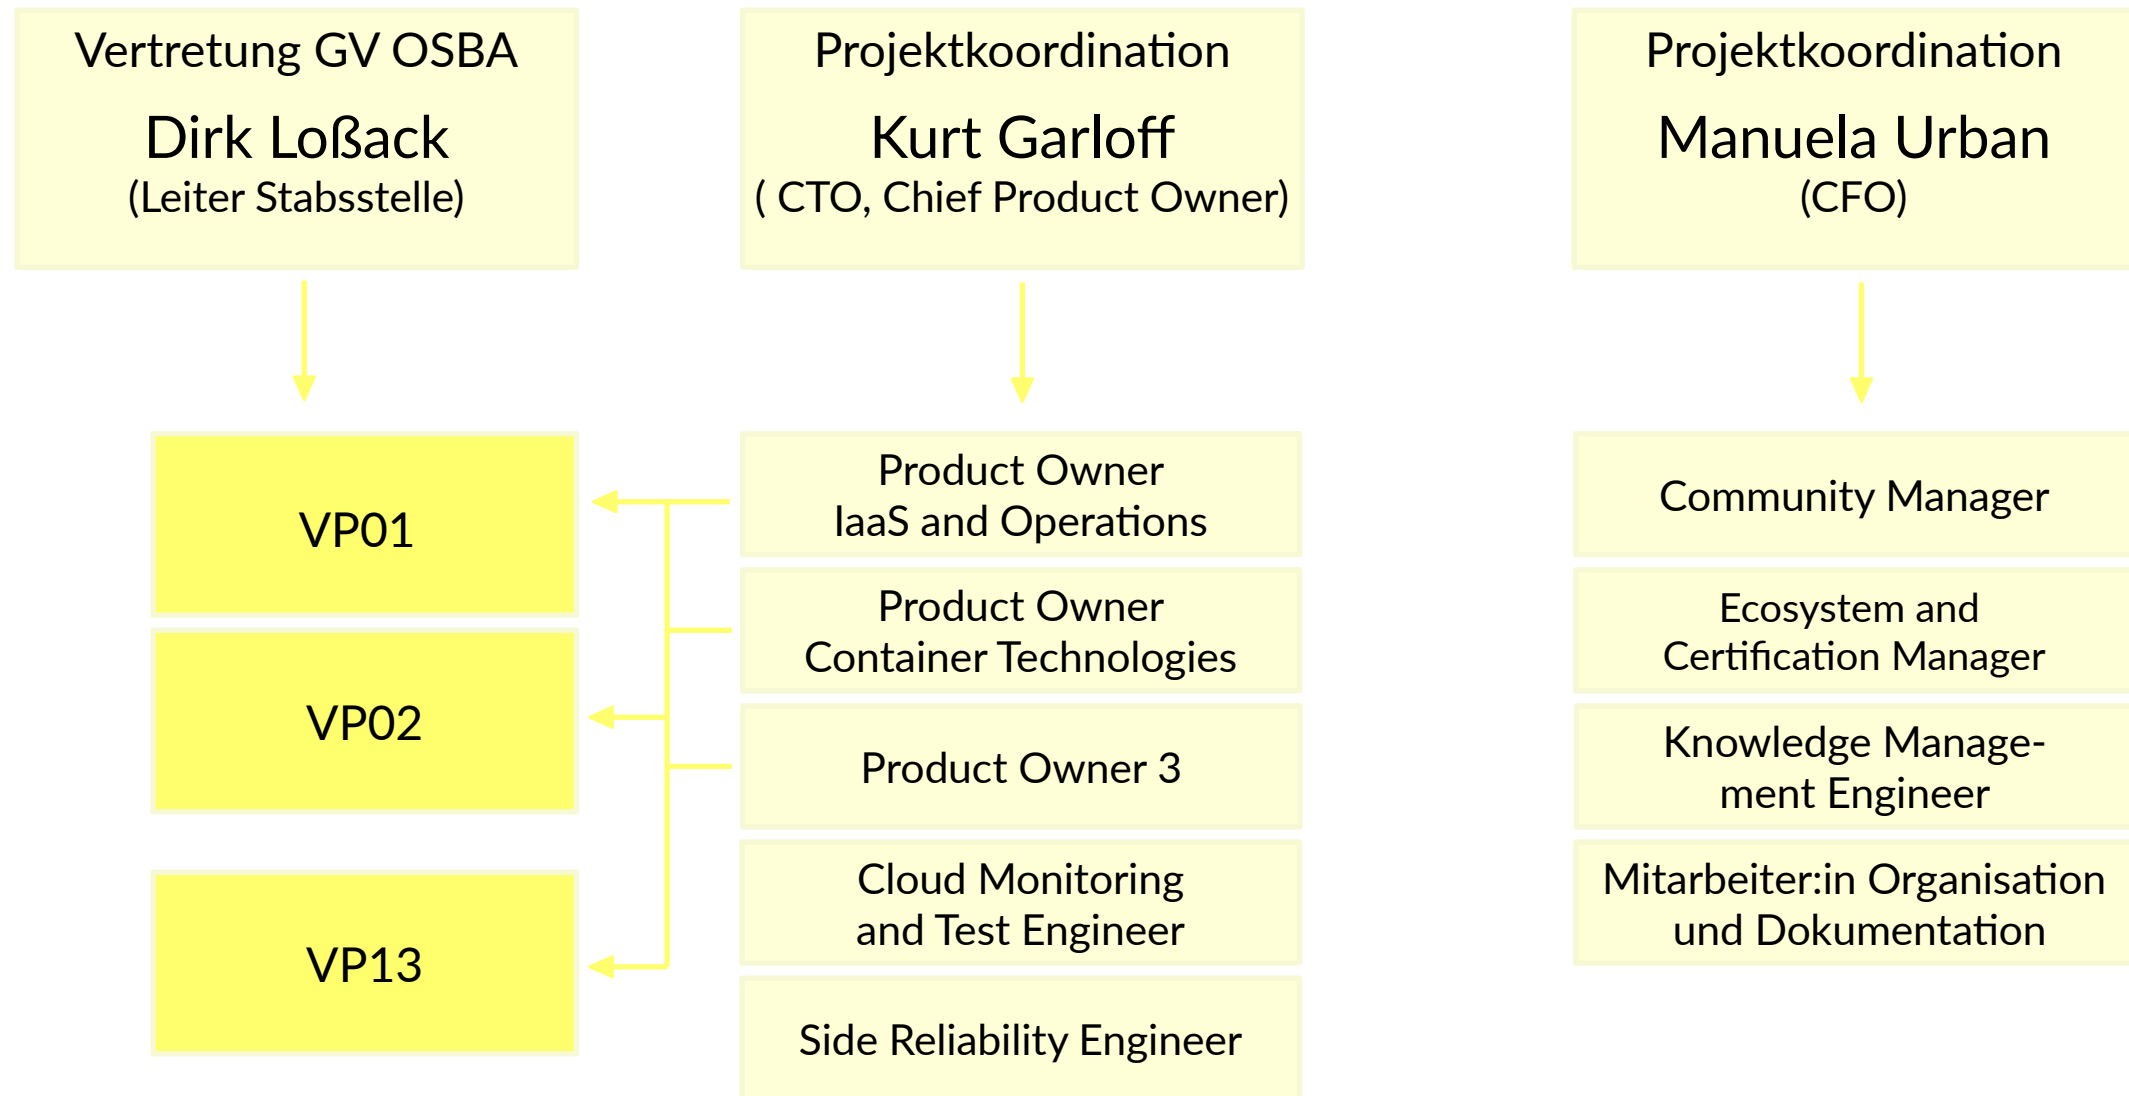 Vertretung GV OSBA
Dirk Loßack
(Leiter Stabsstelle)
Projektkoordination
Kurt Garloff
( CTO, Chief Product Owner)
Projektkoordination
Manuela Urban
(CFO)
VP01
VP02
VP13
Product Owner
IaaS and Operations
Product Owner
Container Technologies
Product Owner 3
Cloud Monitoring
and Test Engineer
Side Reliability Engineer
Community Manager
Ecosystem and
Certification Manager
Knowledge Manage-
ment Engineer
Mitarbeiter:in Organisation
und Dokumentation